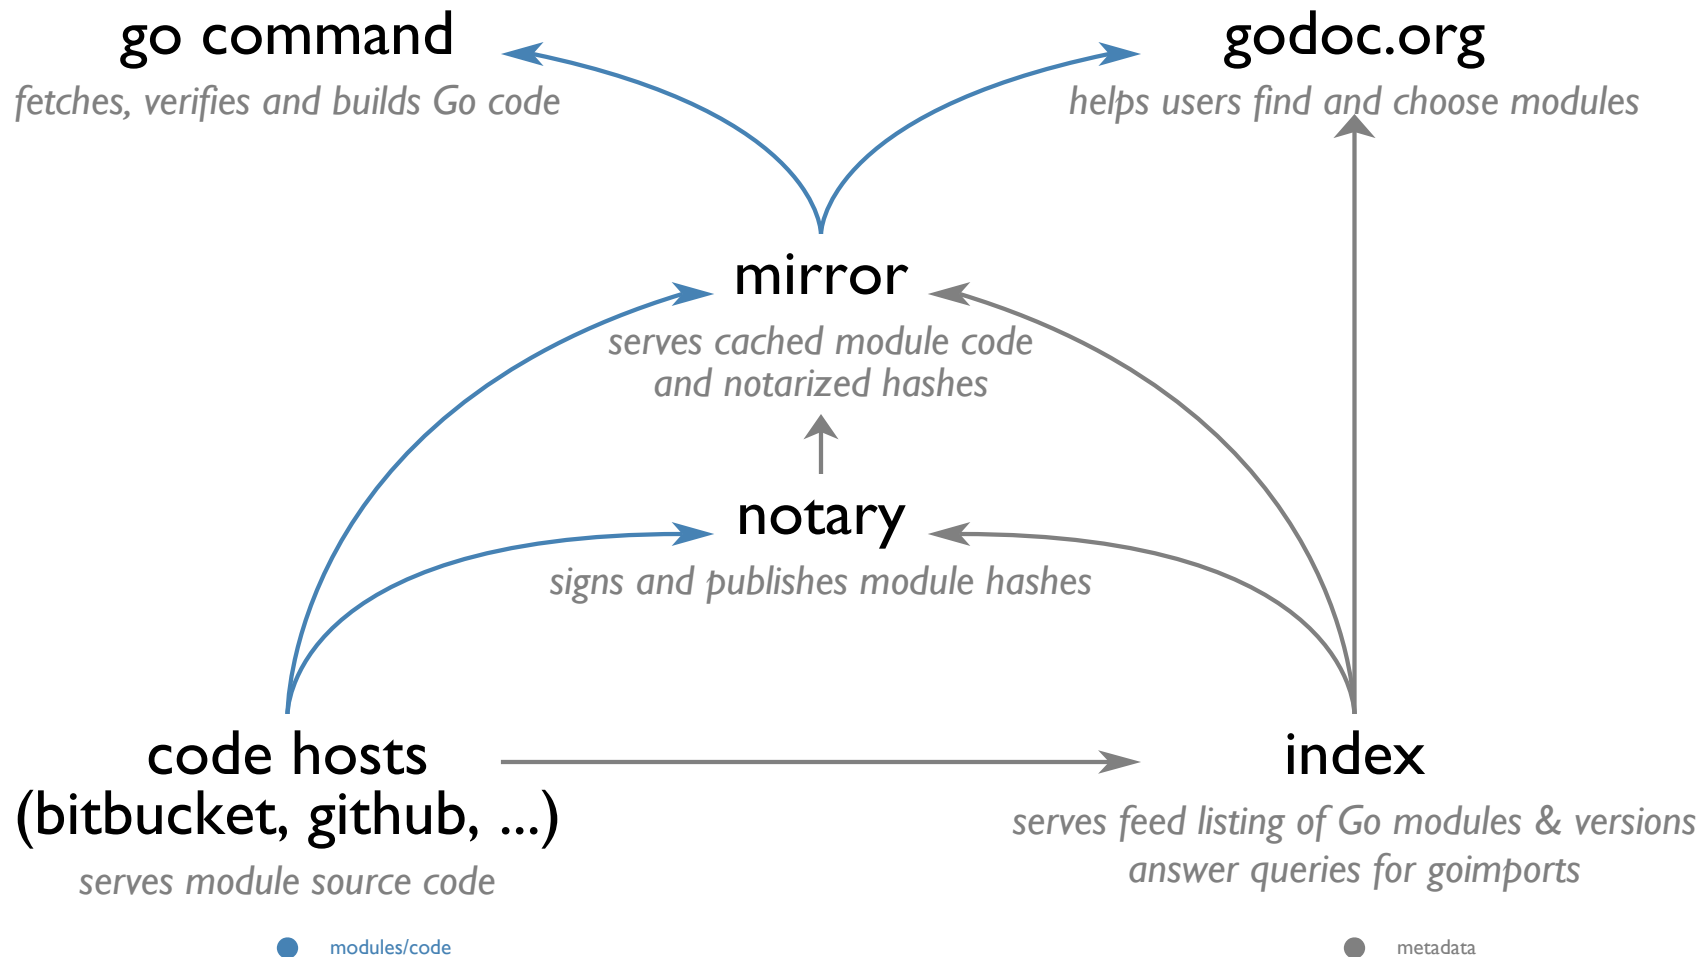 go command
fetches, verifies and builds Go code
godoc.org
helps users find and choose modules
mirror
serves cached module code
and notarized hashes
notary
signs and publishes module hashes
code hosts
(bitbucket, github, ...)
serves module source code
index
serves feed listing of Go modules & versions
answer queries for goimports
modules/code
metadata